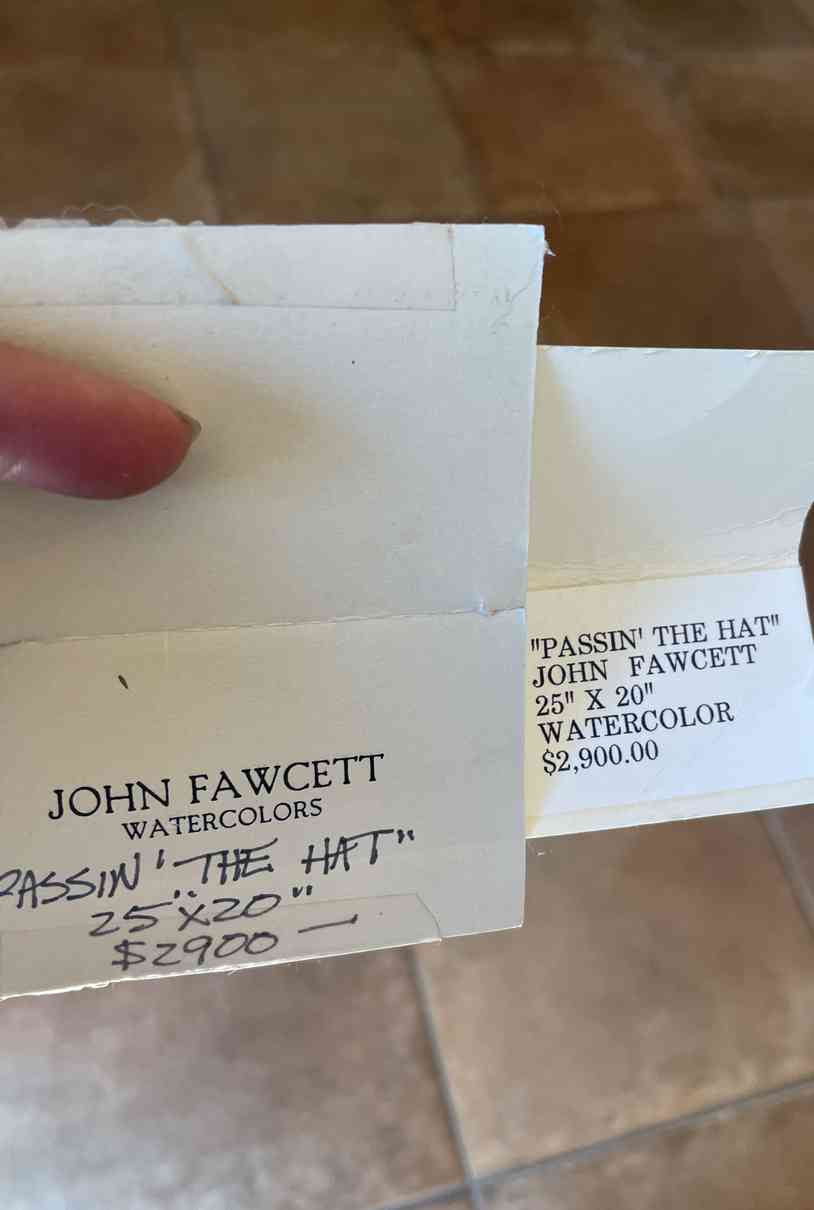 JOHN FAWCETT
WATERCOLORS
PASSIN' THE HAT"
25"X20"
$2900 —
"PASSIN' THE HAT"
JOHN FAWCETT
25" X 20"
WATERCOLOR
$2,900.00